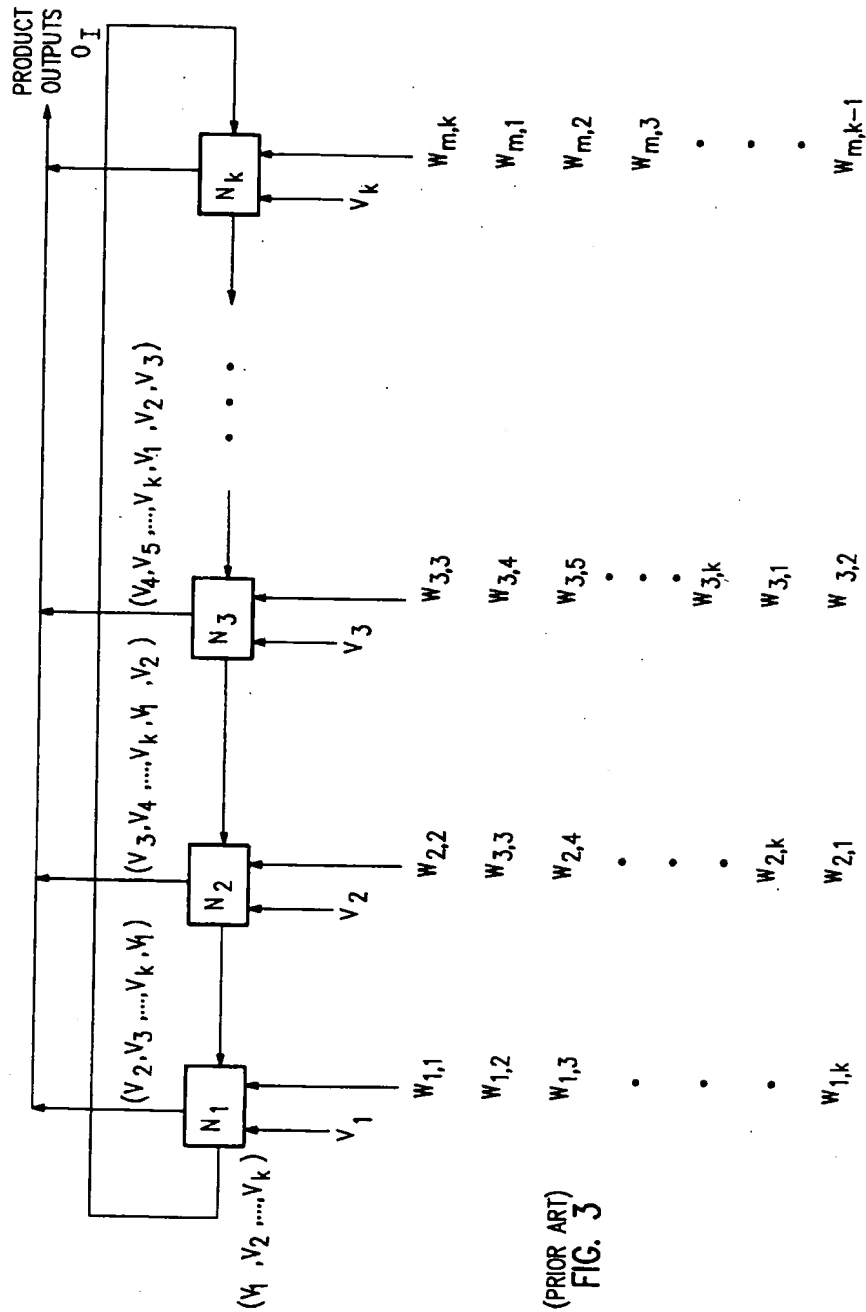 PRODUCT
OUTPUTS
O_I
(V_1 ,V_2 ,....,V_k )
(V_2,V_3 ,....,V_k,V_1)
(V_3,V_4 ,....,V_k,V_1 ,V_2 )
(V_4,V_5 ,....,V_k,V_1 ,V_2 ,V_3)
N_1
N_2
N_3
N_k
V_1
V_2
V_3
V_k
W_1,1
W_1,2
W_1,3
W_1,k
W_2,2
W_3,3
W_2,4
W_2,k
W_2,1
W_3,3
W_3,4
W_3,5
W_3,k
W_3,1
W_3,2
W_m,k
W_m,1
W_m,2
W_m,3
W_m,k-1
(PRIOR ART)
FIG. 3